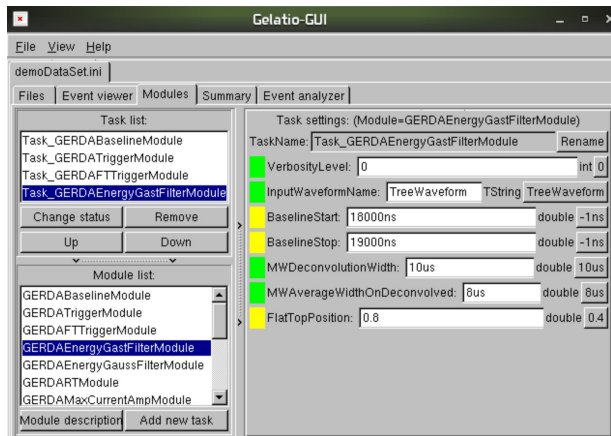 Gelatio-GUI
File View Help
demoDataSet.ini
Files Event viewer Modules Summary Event analyzer
Task list:
Task_GERDABaselineModule
Task_GERDATriggerModule
Task_GERDAFTTriggerModule
Task_GERDAEnergyGastFilterModule
Change status Remove
Up Down
Module list:
GERDABaselineModule
GERDATriggerModule
GERDAFTTriggerModule
GERDAEnergyGastFilterModule
GERDAEnergyGaussFilterModule
GERDARTModule
GERDAMaxCurrentAmpModule
Module description Add new task
Task settings: (Module=GERDAEnergyGastFilterModule)
TaskName: Task_GERDAEnergyGastFilterModule Rename
VerbosityLevel: 0 int 0
InputWaveformName: TreeWaveform TString TreeWaveform
BaselineStart: 18000ns double -1ns
BaselineStop: 19000ns double -1ns
MWDeconvolutionWidth: 10us double 10us
MWAverageWidthOnDeconvolved: 8us double 8us
FlatTopPosition: 0.8 double 0.4